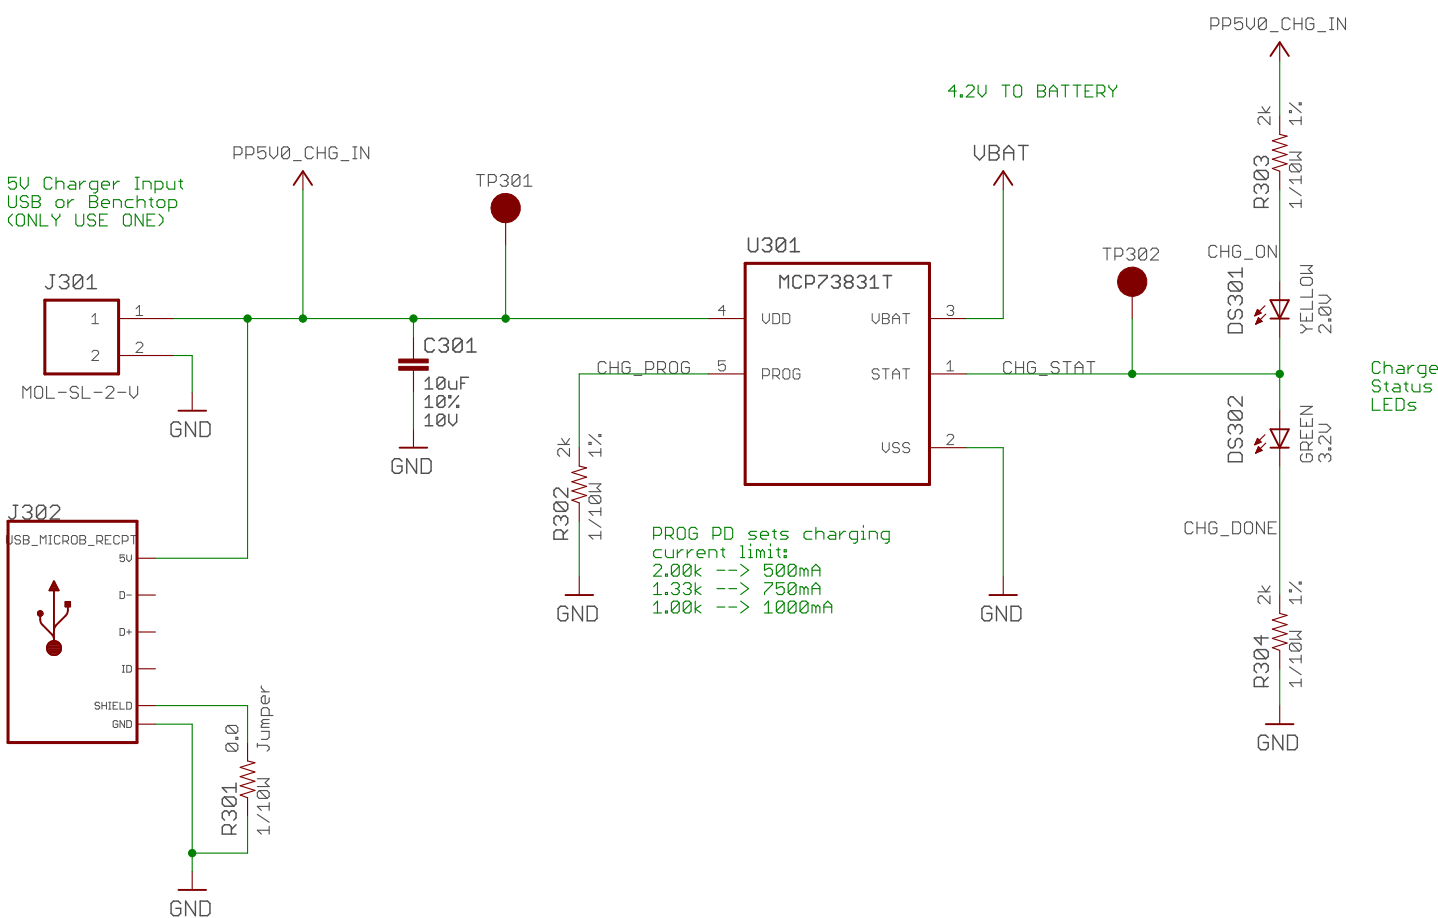 5V Charger Input
USB or Benchtop
(ONLY USE ONE)
PP5V0_CHG_IN
TP301
J301
1
2
1
2
MOL-SL-2-V
GND
C301
10uF
10%
10V
GND
J302
USB_MICROB_RECPT
5V
D-
D+
ID
SHIELD
GND
R301
0.0
Jumper
1/10W
GND
CHG_PROG
R302
2k
1%
1/10W
GND
U301
MCP73831T
4
VDD
VBAT
3
5
PROG
STAT
1
VSS
2
PROG PD sets charging
current limit:
2.00k --> 500mA
1.33k --> 750mA
1.00k --> 1000mA
4.2V TO BATTERY
VBAT
GND
CHG_STAT
TP302
PP5V0_CHG_IN
R303
2k
1%
1/10W
CHG_ON
DS301
YELLOW
2.0V
Charge
Status
LEDs
DS302
GREEN
3.2V
CHG_DONE
R304
2k
1%
1/10W
GND